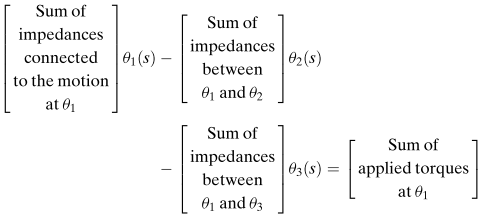 [Sum of impedances connected to the motion at θ₁] θ₁(s) − [Sum of impedances between θ₁ and θ₂] θ₂(s)
− [Sum of impedances between θ₁ and θ₃] θ₃(s) = [Sum of applied torques at θ₁]